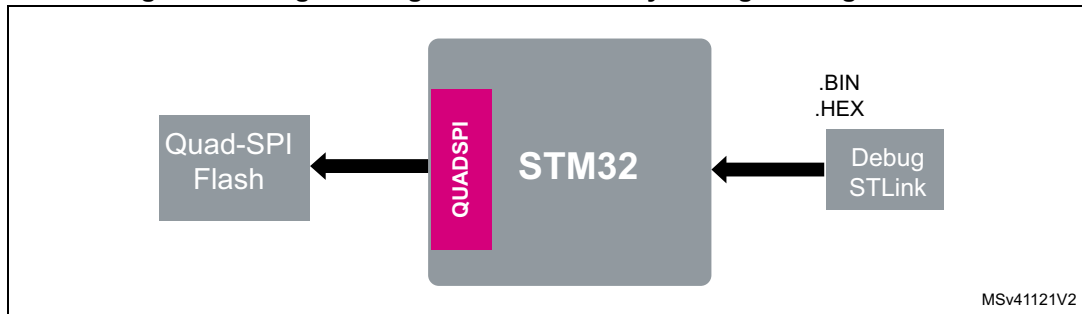 .BIN
.HEX
Quad-SPI
Flash
QUADSPI
STM32
Debug
STLink
MSv41121V2